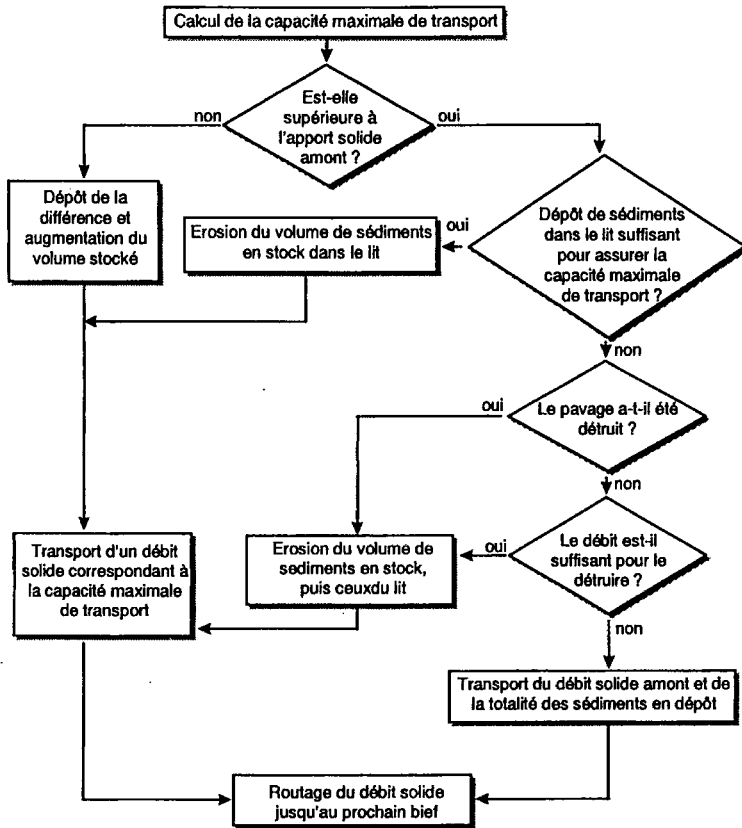 Calcul de la capacité maximale de transport
Est-elle
supérieure à
l'apport solide
amont ?
non
oui
Dépôt de la
différence et
augmentation du
volume stocké
Erosion du volume de sédiments
en stock dans le lit
oui
Dépôt de sédiments
dans le lit suffisant
pour assurer la
capacité maximale
de transport ?
non
oui
Le pavage a-t-il été
détruit ?
non
Transport d'un débit
solide correspondant à
la capacité maximale
de transport
Erosion du volume de
sediments en stock,
puis ceuxdu lit
oui
Le débit est-il
suffisant pour le
détruire ?
non
Transport du débit solide amont et de
la totalité des sédiments en dépôt
Routage du débit solide
jusqu'au prochain bief